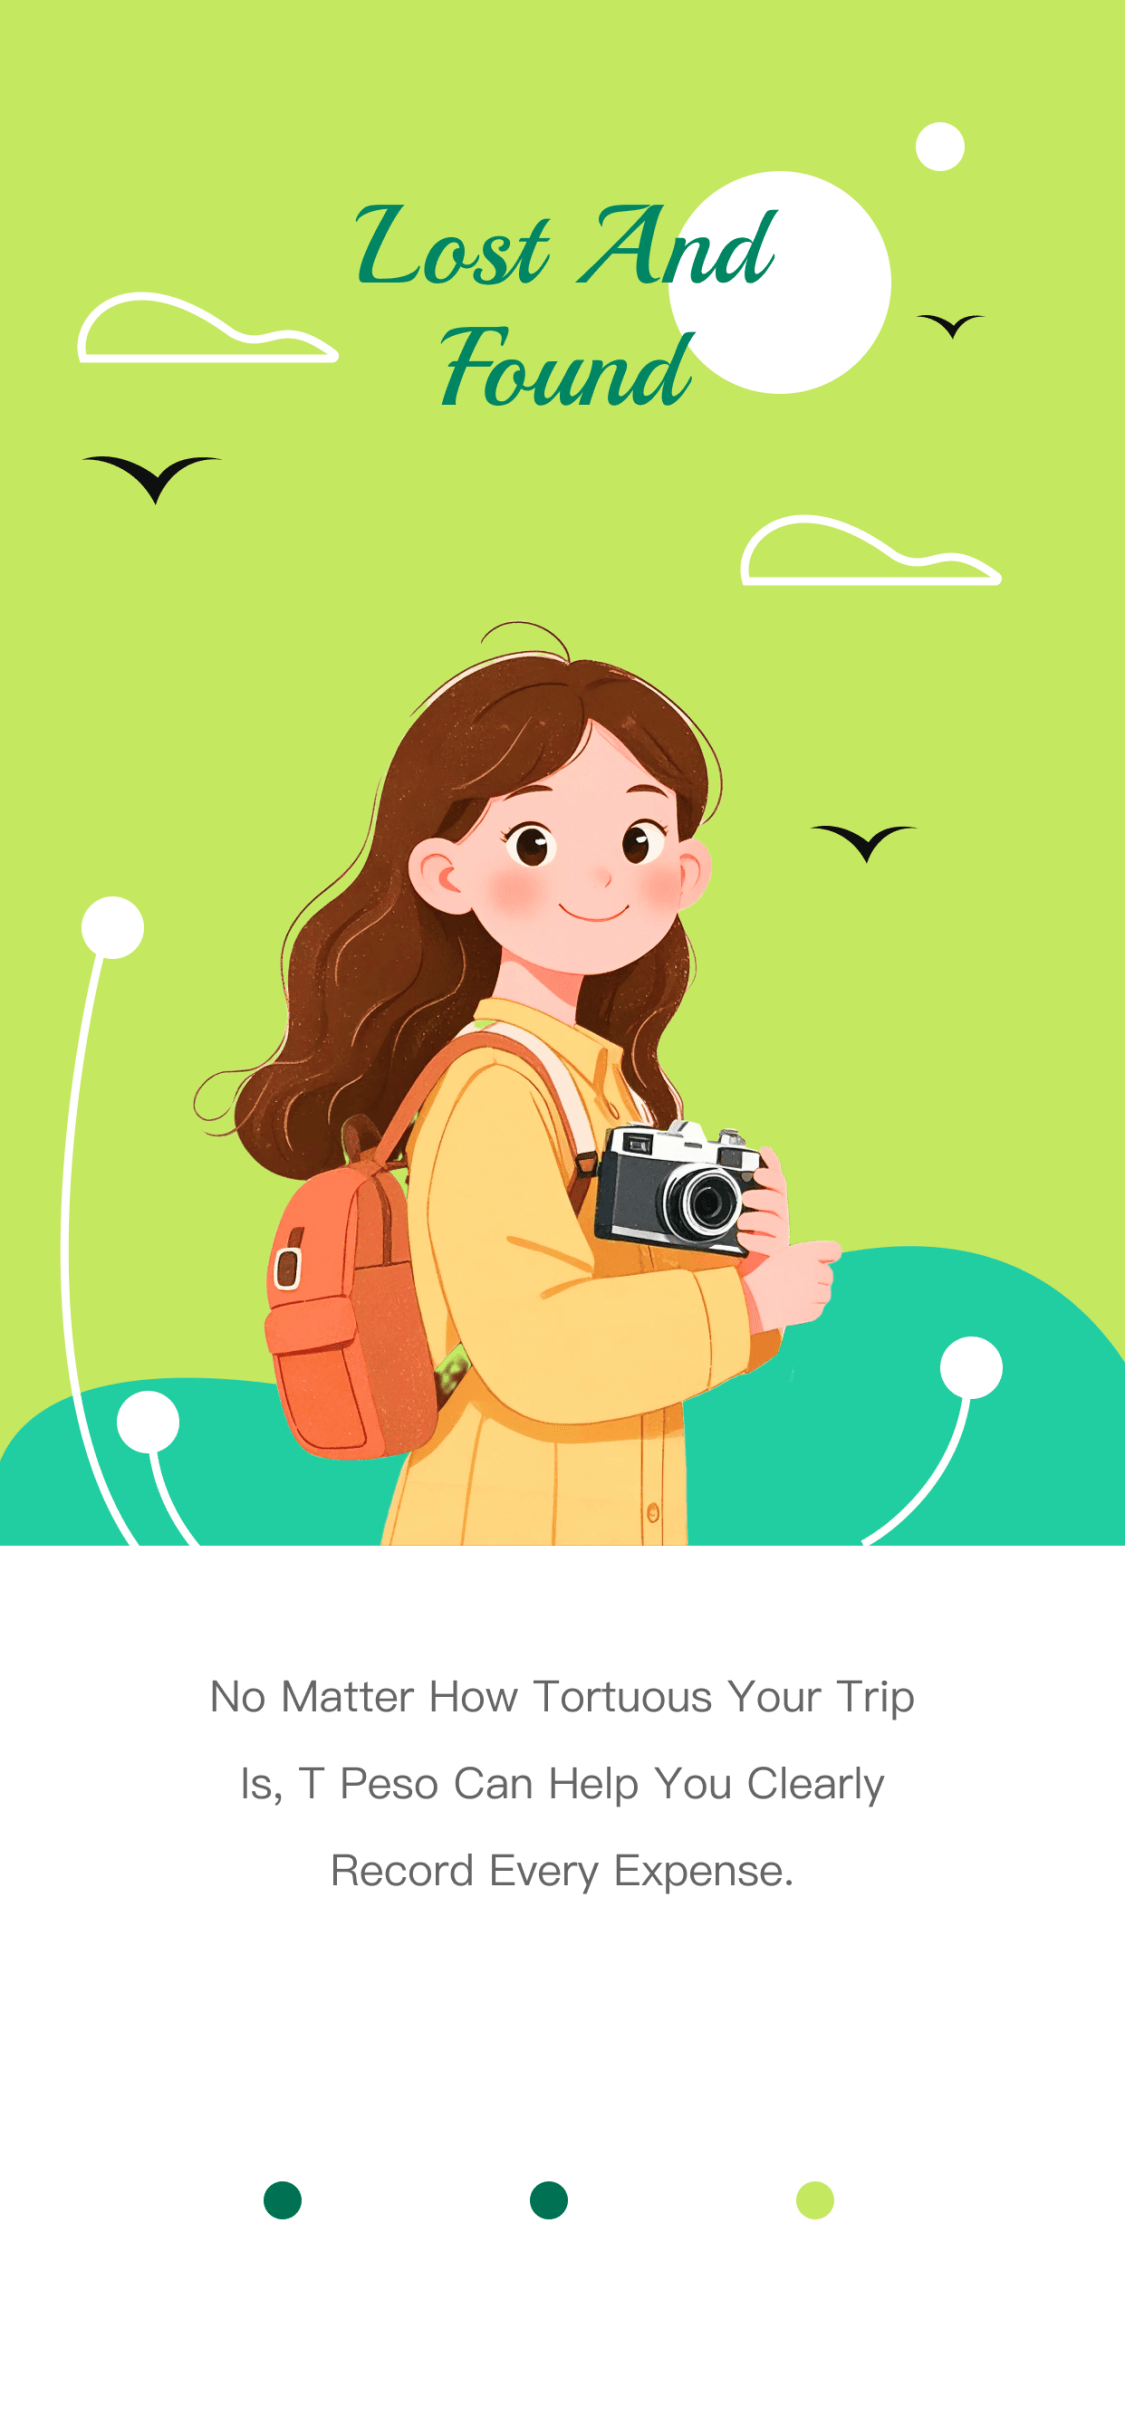 Lost And
Found
No Matter How Tortuous Your Trip
Is, T Peso Can Help You Clearly
Record Every Expense.